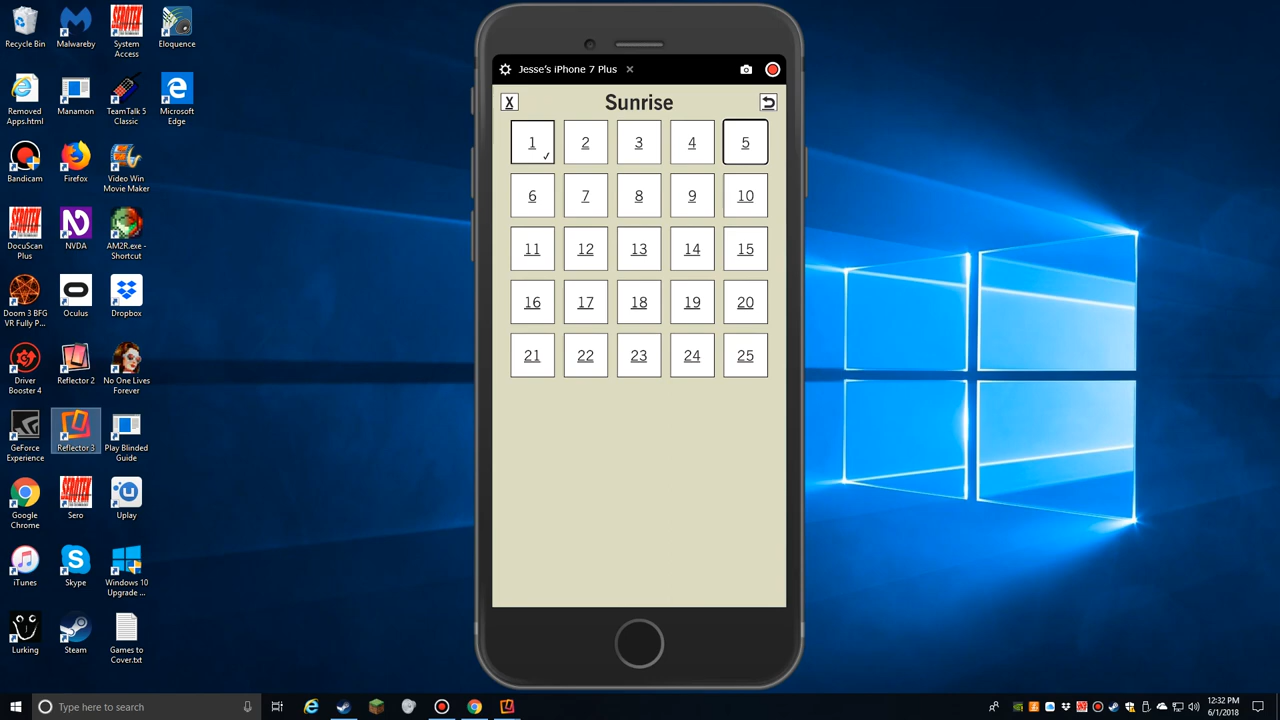 Recycle Bin
Malwareby
System
Access
Eloquence
Removed
Apps.html
Manamon
TeamTalk 5
Classic
Microsoft
Edge
Bandicam
Firefox
Video Win
Movie Maker
SEROTEK
DocuScan
Plus
NVDA
AM2R.exe -
Shortcut
Doom 3 BFG
VR Fully P...
Oculus
Dropbox
Driver
Booster 4
Reflector 2
No One Lives
Forever
GeForce
Experience
Reflector 3
Play Blinded
Guide
Google
Chrome
SEROTEK
Sero
Uplay
iTunes
Skype
Windows 10
Upgrade ...
Lurking
Steam
Games to
Cover.txt
Jesse's iPhone 7 Plus
X
Sunrise
1 2 3 4 5
6 7 8 9 10
11 12 13 14 15
16 17 18 19 20
21 22 23 24 25
Type here to search
12:32 PM
6/1/2018